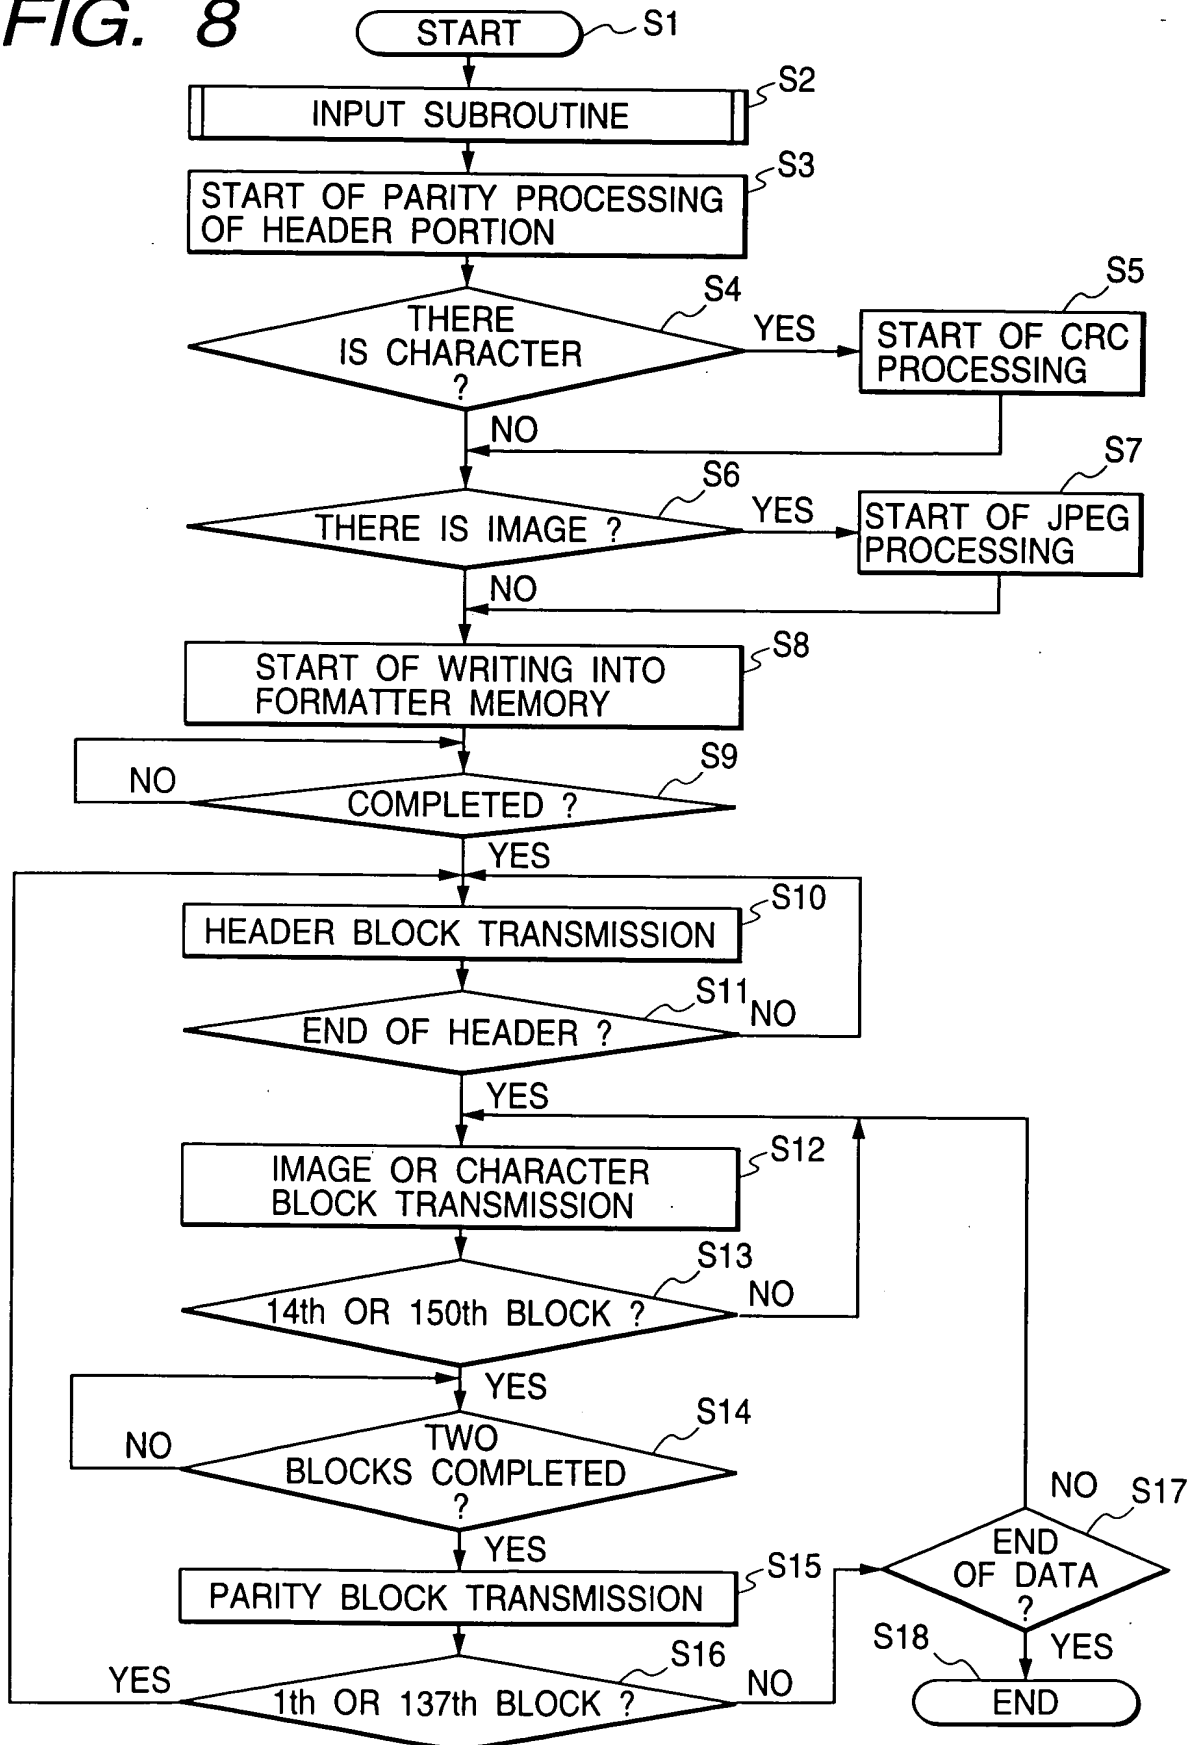 FIG. 8
START
S1
INPUT SUBROUTINE
S2
START OF PARITY PROCESSING
OF HEADER PORTION
S3
THERE
IS CHARACTER
?
S4
YES
START OF CRC
PROCESSING
S5
NO
THERE IS IMAGE ?
S6
YES
START OF JPEG
PROCESSING
S7
NO
START OF WRITING INTO
FORMATTER MEMORY
S8
COMPLETED ?
S9
NO
YES
HEADER BLOCK TRANSMISSION
S10
END OF HEADER ?
S11
NO
YES
IMAGE OR CHARACTER
BLOCK TRANSMISSION
S12
14th OR 150th BLOCK ?
S13
NO
YES
TWO
BLOCKS COMPLETED
?
S14
NO
YES
PARITY BLOCK TRANSMISSION
S15
1th OR 137th BLOCK ?
S16
YES
NO
END
OF DATA
?
S17
NO
YES
S18
END